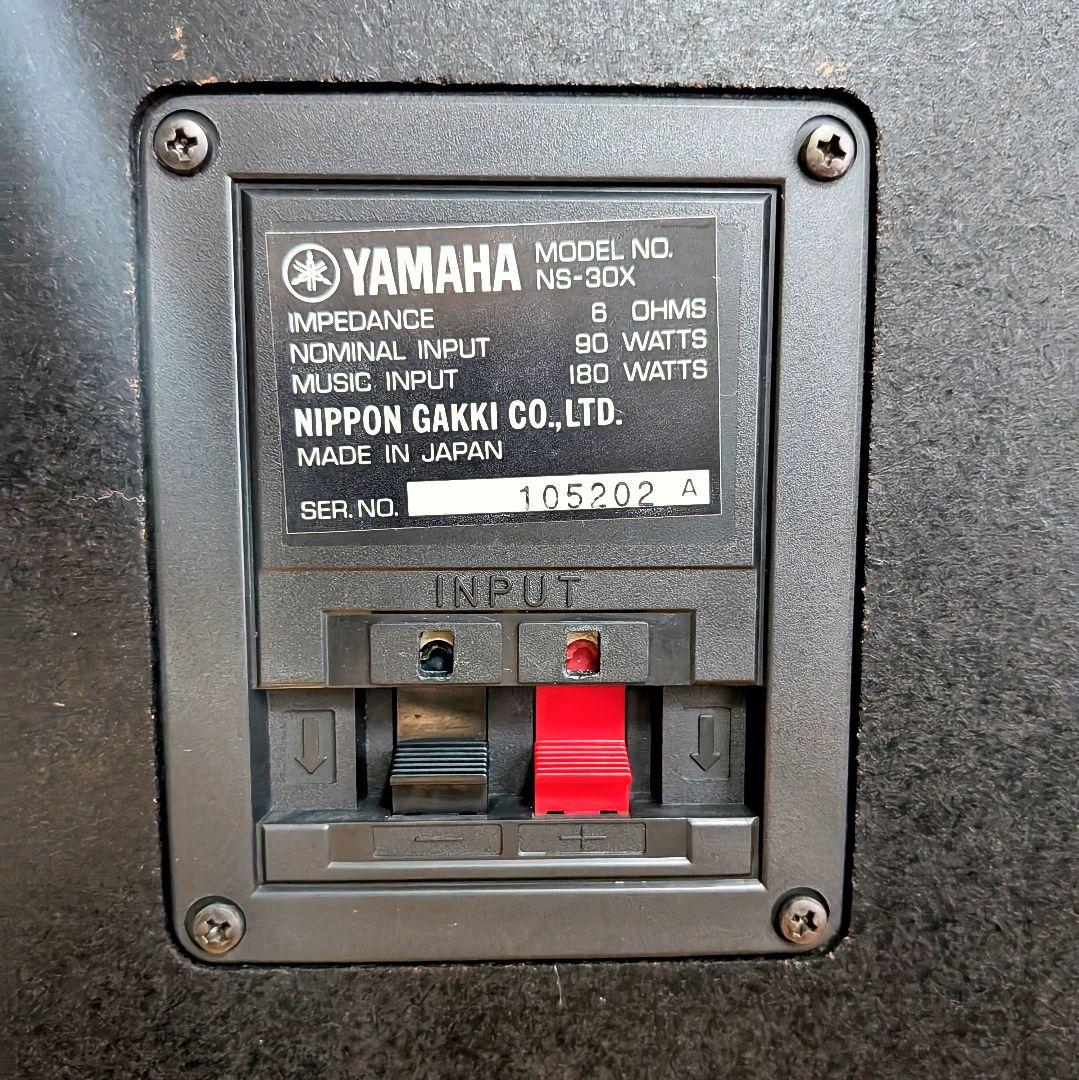 YAMAHA MODEL NO. NS-30X
IMPEDANCE 6 OHMS
NOMINAL INPUT 90 WATTS
MUSIC INPUT 180 WATTS
NIPPON GAKKI CO.,LTD.
MADE IN JAPAN
SER. NO. 105202 A
INPUT
− +